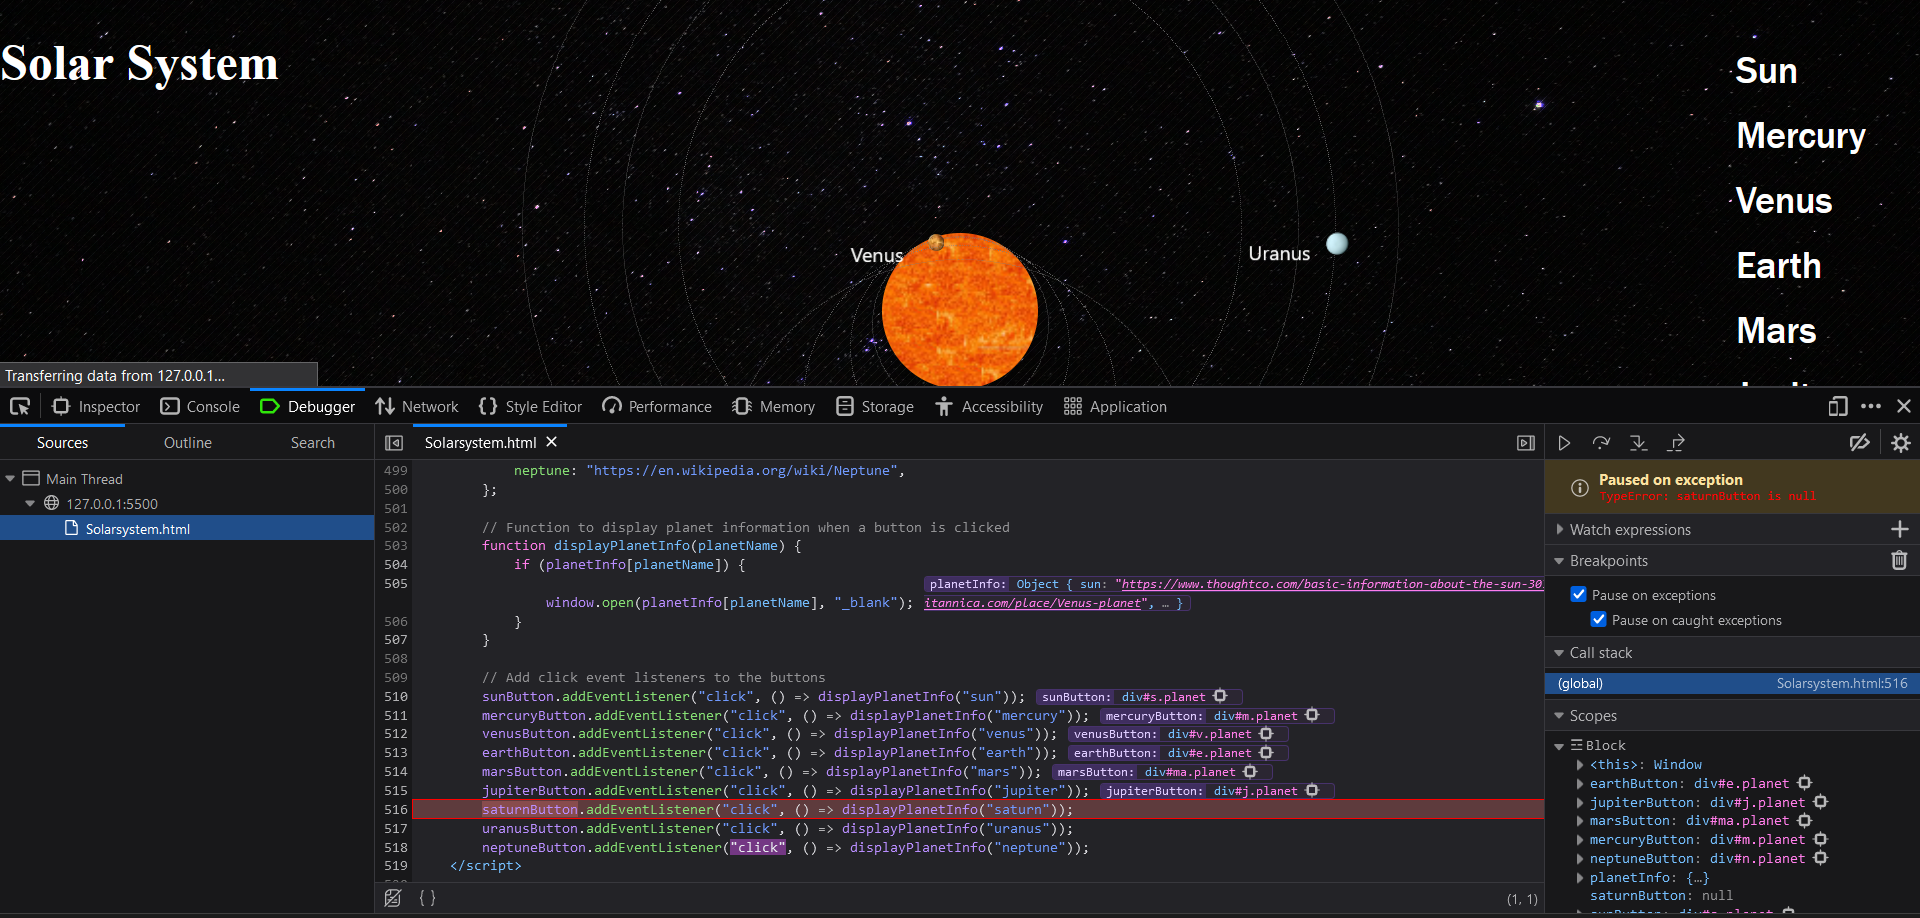 Solar System
Sun
Mercury
Venus
Earth
Mars
Venus
Uranus
Transferring data from 127.0.0.1...
Inspector
Console
Debugger
Network
Style Editor
Performance
Memory
Storage
Accessibility
Application
Sources
Outline
Search
Main Thread
127.0.0.1:5500
Solarsystem.html
Solarsystem.html
499 neptune: "https://en.wikipedia.org/wiki/Neptune",
500 };
501
502 // Function to display planet information when a button is clicked
503 function displayPlanetInfo(planetName) {
504 if (planetInfo[planetName]) {
505 planetInfo: Object { sun: "https://www.thoughtco.com/basic-information-about-the-sun-30
window.open(planetInfo[planetName], "_blank"); itannica.com/place/Venus-planet", … }
506 }
507 }
508
509 // Add click event listeners to the buttons
510 sunButton.addEventListener("click", () => displayPlanetInfo("sun")); sunButton: div#s.planet
511 mercuryButton.addEventListener("click", () => displayPlanetInfo("mercury")); mercuryButton: div#m.planet
512 venusButton.addEventListener("click", () => displayPlanetInfo("venus")); venusButton: div#v.planet
513 earthButton.addEventListener("click", () => displayPlanetInfo("earth")); earthButton: div#e.planet
514 marsButton.addEventListener("click", () => displayPlanetInfo("mars")); marsButton: div#ma.planet
515 jupiterButton.addEventListener("click", () => displayPlanetInfo("jupiter")); jupiterButton: div#j.planet
516 saturnButton.addEventListener("click", () => displayPlanetInfo("saturn"));
517 uranusButton.addEventListener("click", () => displayPlanetInfo("uranus"));
518 neptuneButton.addEventListener("click", () => displayPlanetInfo("neptune"));
519 </script>
{ }
(1, 1)
Paused on exception
TypeError: saturnButton is null
Watch expressions
Breakpoints
Pause on exceptions
Pause on caught exceptions
Call stack
(global) Solarsystem.html:516
Scopes
Block
<this>: Window
earthButton: div#e.planet
jupiterButton: div#j.planet
marsButton: div#ma.planet
mercuryButton: div#m.planet
neptuneButton: div#n.planet
planetInfo: {…}
saturnButton: null